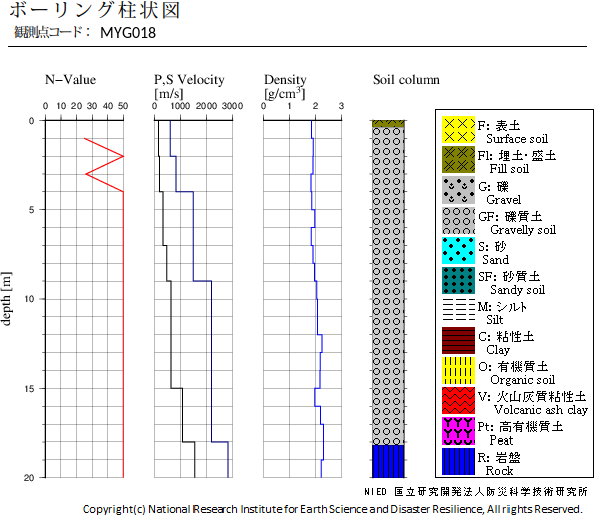 ボーリング柱状図
観測点コード： MYG018
N−Value
P,S Velocity
[m/s]
Density
[g/cm³]
Soil column
0 10 20 30 40 50
0 1000 2000 3000
0 1 2 3
0
5
10
15
20
depth [m]
F: 表土
Surface soil
Fl: 埋土・盛土
Fill soil
G: 礫
Gravel
GF: 礫質土
Gravelly soil
S: 砂
Sand
SF: 砂質土
Sandy soil
M: シルト
Silt
C: 粘性土
Clay
O: 有機質土
Organic soil
V: 火山灰質粘性土
Volcanic ash clay
Pt: 高有機質土
Peat
R: 岩盤
Rock
NIED 国立研究開発法人防災科学技術研究所
Copyright(c) National Research Institute for Earth Science and Disaster Resilience, All rights Reserved.